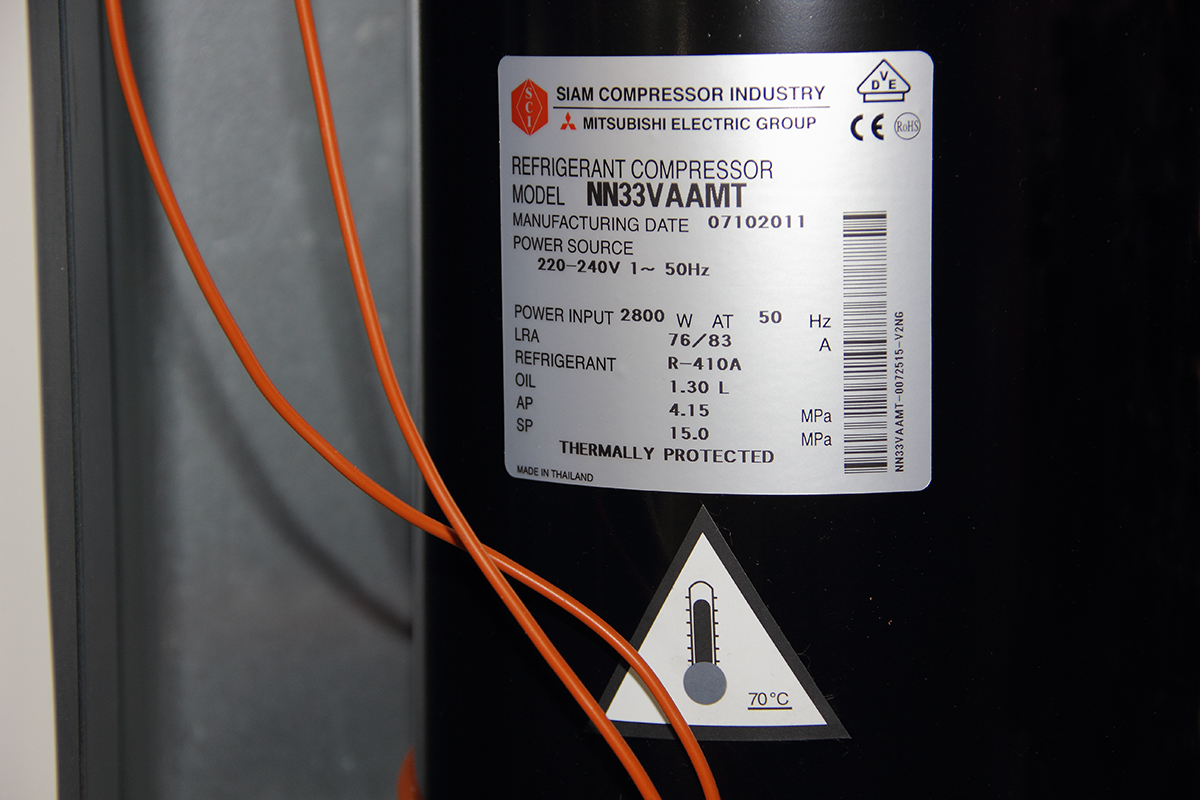 SCI
SIAM COMPRESSOR INDUSTRY
MITSUBISHI ELECTRIC GROUP
VDE
CE RoHS
REFRIGERANT COMPRESSOR
MODEL NN33VAAMT
MANUFACTURING DATE 07102011
POWER SOURCE
220-240V 1~ 50Hz
POWER INPUT 2800 W AT 50 Hz
LRA 76/83 A
REFRIGERANT R-410A
OIL 1.30 L
AP 4.15 MPa
SP 15.0 MPa
THERMALLY PROTECTED
MADE IN THAILAND
NN33VAAMT-0072515-V2NG
70°C